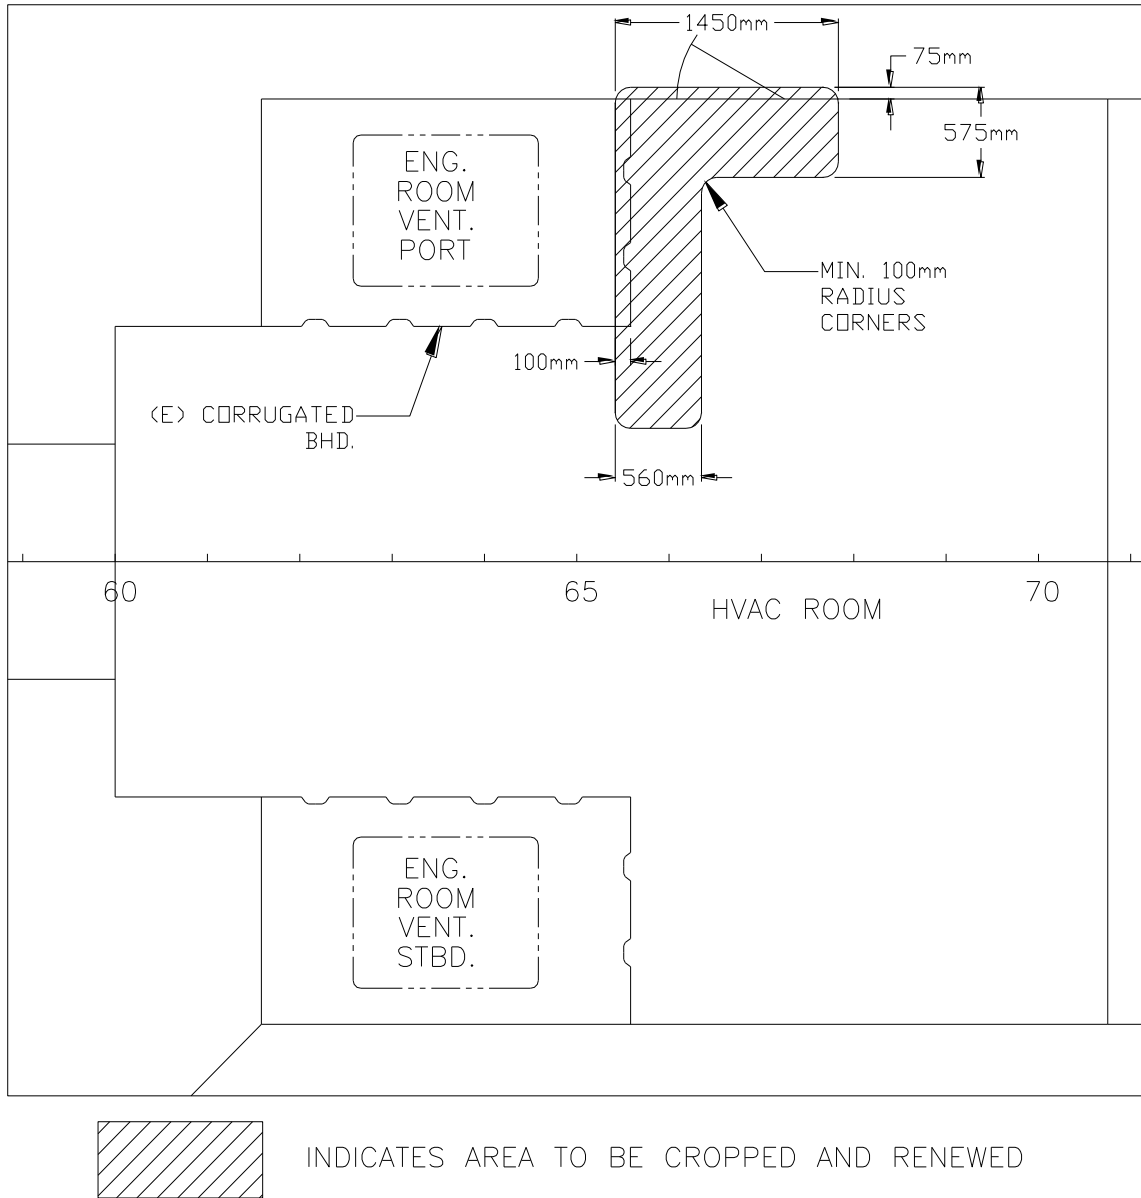 1450mm
75mm
575mm
ENG.
ROOM
VENT.
PORT
MIN. 100mm
RADIUS
CORNERS
100mm
(E) CORRUGATED
BHD.
560mm
60
65
70
HVAC ROOM
ENG.
ROOM
VENT.
STBD.
INDICATES AREA TO BE CROPPED AND RENEWED